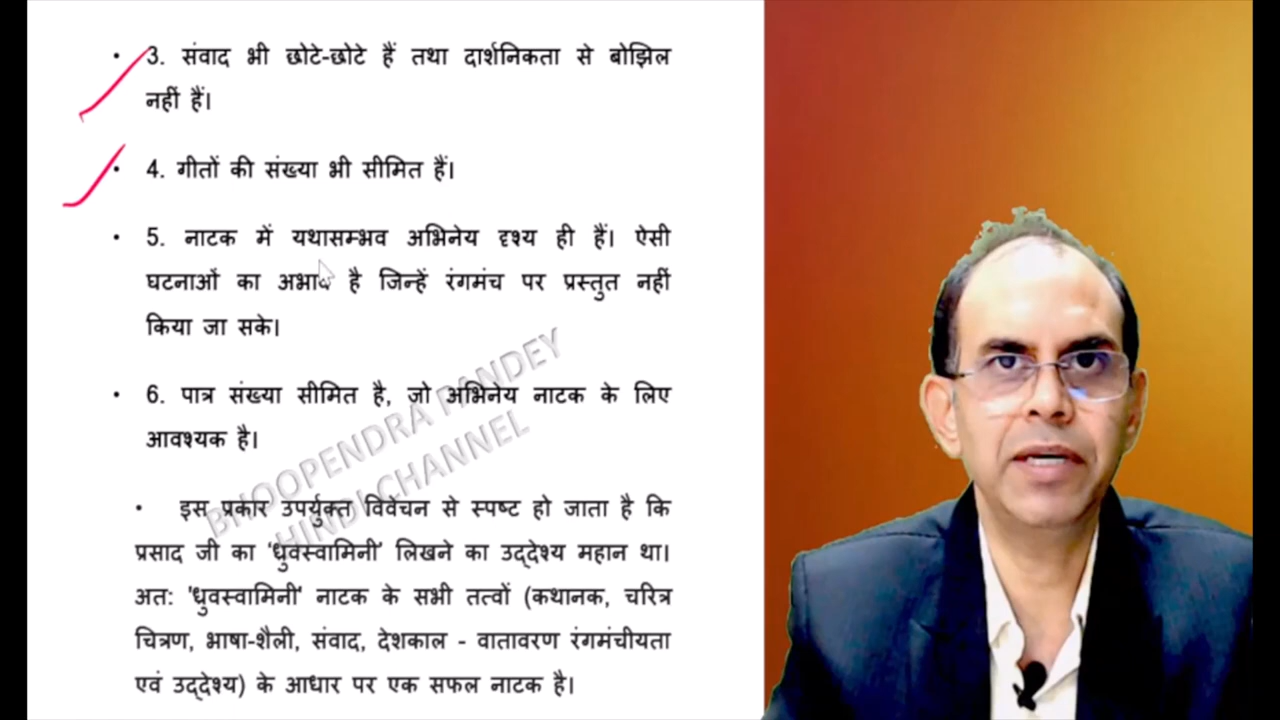 • 3. संवाद भी छोटे-छोटे हैं तथा दार्शनिकता से बोझिल
नहीं हैं।
• 4. गीतों की संख्या भी सीमित हैं।
• 5. नाटक में यथासम्भव अभिनेय दृश्य ही हैं। ऐसी
घटनाओं का अभाव है जिन्हें रंगमंच पर प्रस्तुत नहीं
किया जा सके।
• 6. पात्र संख्या सीमित है, जो अभिनेय नाटक के लिए
आवश्यक है।
BHOOPENDRA PANDEY
HINDI CHANNEL
• इस प्रकार उपर्युक्त विवेचन से स्पष्ट हो जाता है कि
प्रसाद जी का 'ध्रुवस्वामिनी' लिखने का उद्देश्य महान था।
अत: 'ध्रुवस्वामिनी' नाटक के सभी तत्वों (कथानक, चरित्र
चित्रण, भाषा-शैली, संवाद, देशकाल - वातावरण रंगमंचीयता
एवं उद्देश्य) के आधार पर एक सफल नाटक है।